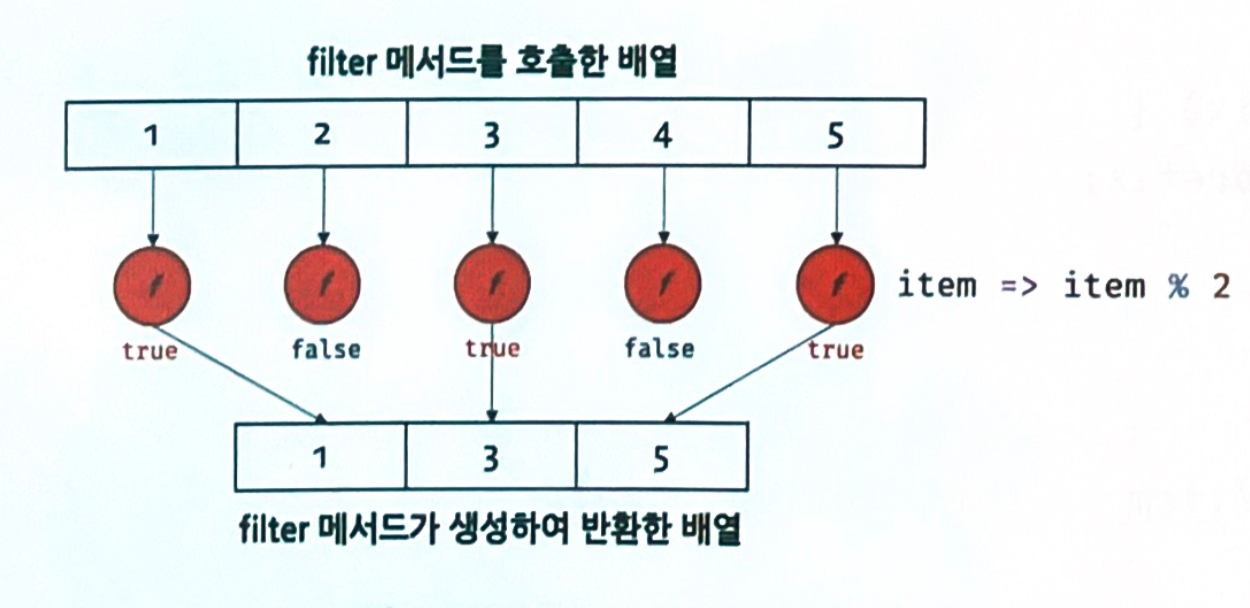 filter 메서드를 호출한 배열
1 2 3 4 5
f f f f f item => item % 2
true false true false true
1 3 5
filter 메서드가 생성하여 반환한 배열